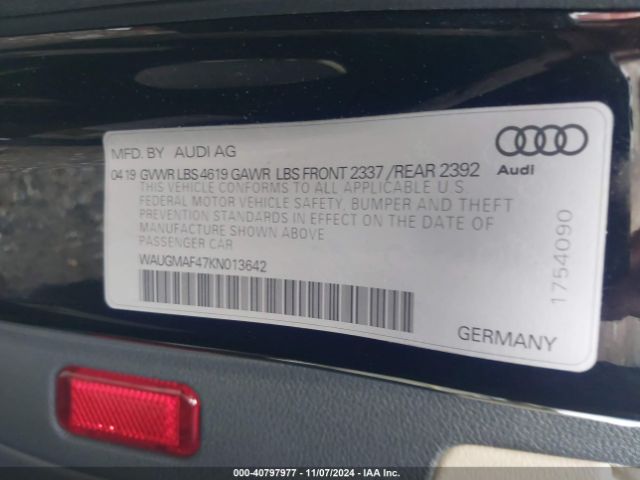 MFD. BY AUDI AG
04 19 GVWR LBS 4619 GAWR LBS FRONT 2337 / REAR 2392
THIS VEHICLE CONFORMS TO ALL APPLICABLE U.S
FEDERAL MOTOR VEHICLE SAFETY, BUMPER AND THEFT
PREVENTION STANDARDS IN EFFECT ON THE DATE OF
MANUFACTURE SHOWN ABOVE
PASSENGER CAR
WAUGMAF47KN013642
Audi
1754090
GERMANY
000-40797977 - 11/07/2024 - IAA Inc.